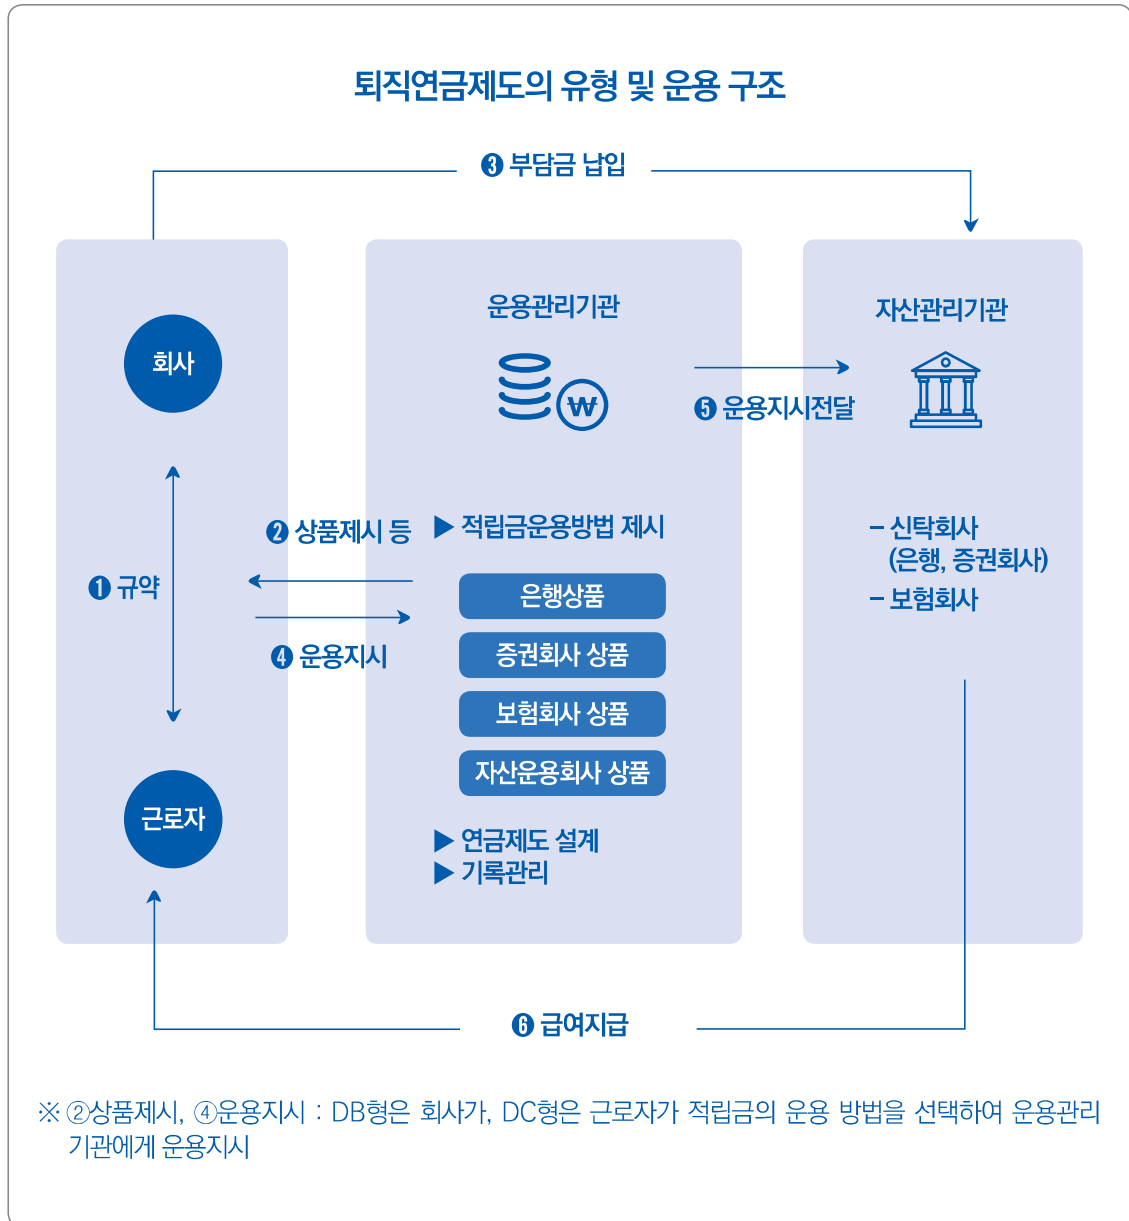 퇴직연금제도의 유형 및 운용 구조
❸ 부담금 납입
회사
❶ 규약
근로자
❷ 상품제시 등
❹ 운용지시
운용관리기관
₩
▶ 적립금운용방법 제시
은행상품
증권회사 상품
보험회사 상품
자산운용회사 상품
▶ 연금제도 설계
▶ 기록관리
❺ 운용지시전달
자산관리기관
– 신탁회사
(은행, 증권회사)
– 보험회사
❻ 급여지급
※ ②상품제시, ④운용지시 : DB형은 회사가, DC형은 근로자가 적립금의 운용 방법을 선택하여 운용관리
기관에게 운용지시